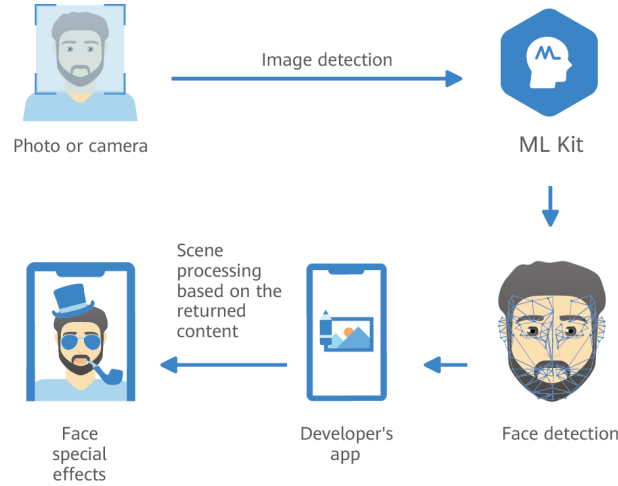 Image detection
Photo or camera
ML Kit
Scene
processing
based on the
returned
content
Face
special
effects
Developer's
app
Face detection